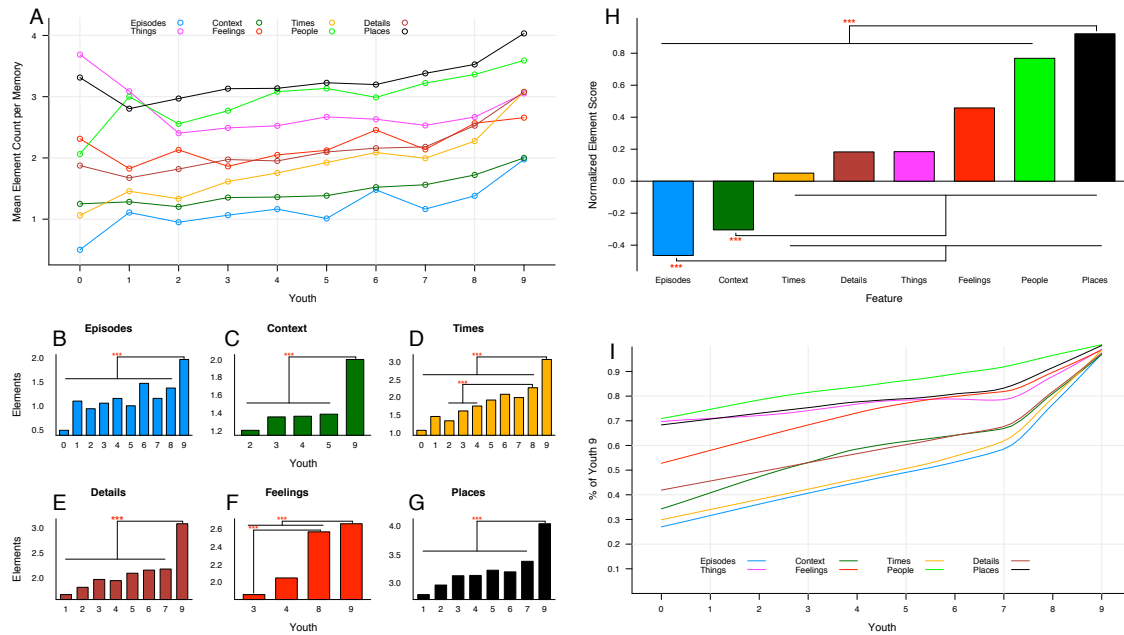 A
Episodes Context Times Details
Things Feelings People Places
Mean Element Count per Memory
4
3
2
1
0 1 2 3 4 5 6 7 8 9
Youth
H
***
Normalized Element Score
0.8
0.6
0.4
0.2
0.0
−0.2
−0.4
***
***
Episodes Context Times Details Things Feelings People Places
Feature
B Episodes
Elements
2.0
1.5
1.0
0.5
***
0 1 2 3 4 5 6 7 8 9
C Context
2.0
1.8
1.6
1.4
1.2
***
2 3 4 5 9
Youth
D Times
3.0
2.5
2.0
1.5
1.0
***
***
0 1 2 3 4 5 6 7 8 9
E Details
Elements
3.0
2.5
2.0
***
1 2 3 4 5 6 7 9
F Feelings
2.6
2.4
2.2
2.0
***
***
3 4 8 9
Youth
G Places
4.0
3.5
3.0
***
1 2 3 4 5 6 7 9
I
% of Youth 9
0.9
0.8
0.7
0.6
0.5
0.4
0.3
0.2
0.1
Episodes Context Times Details
Things Feelings People Places
0 1 2 3 4 5 6 7 8 9
Youth